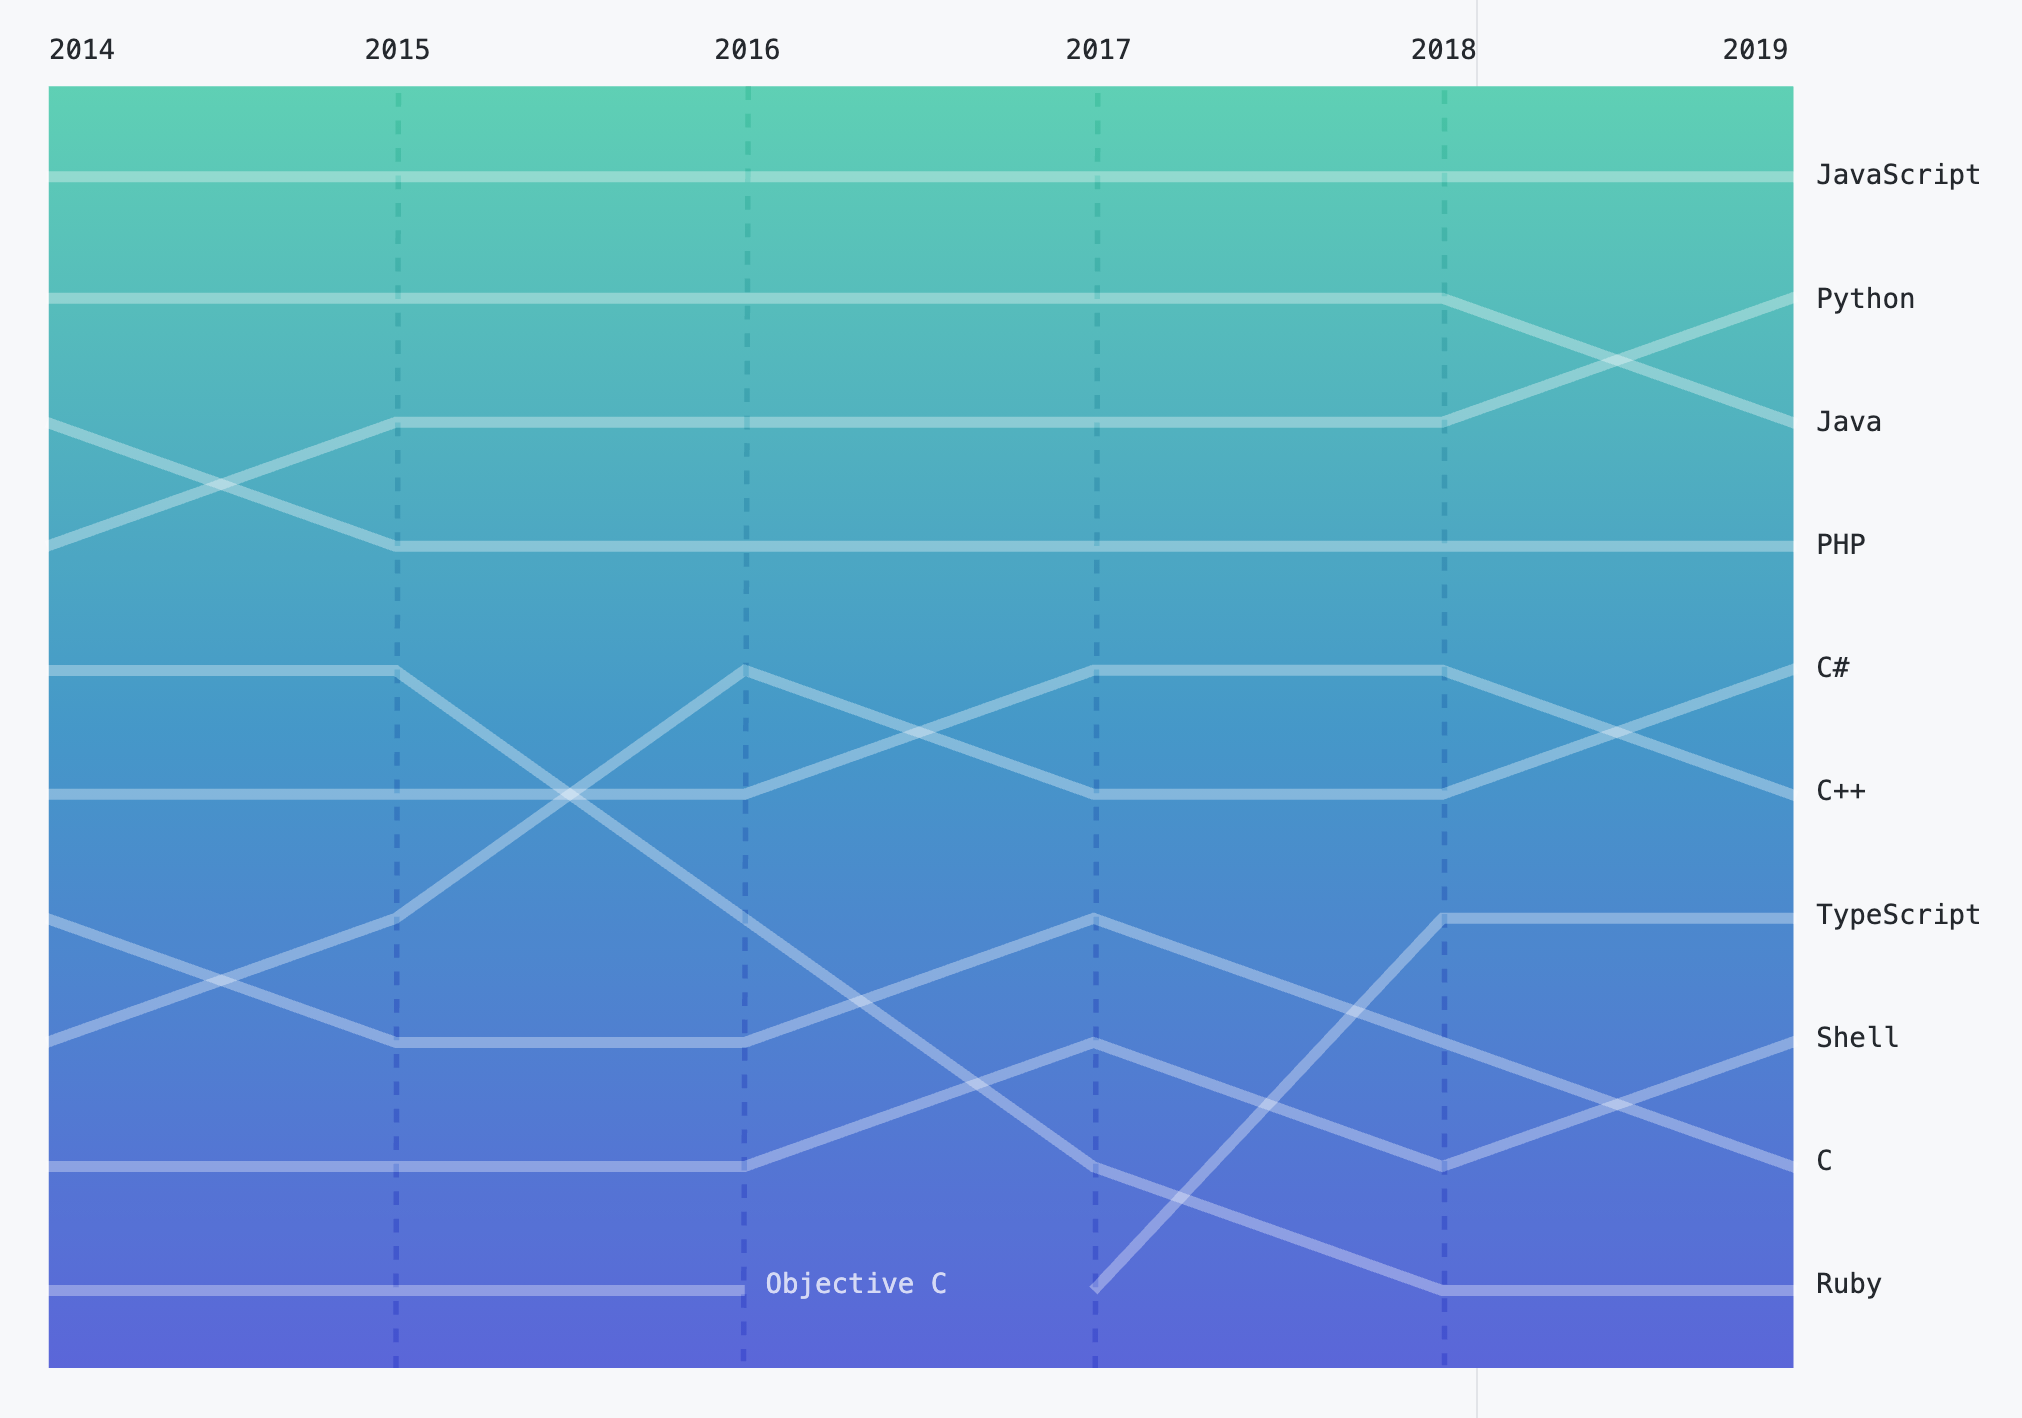 2014 2015 2016 2017 2018 2019
JavaScript
Python
Java
PHP
C#
C++
TypeScript
Shell
C
Objective C
Ruby